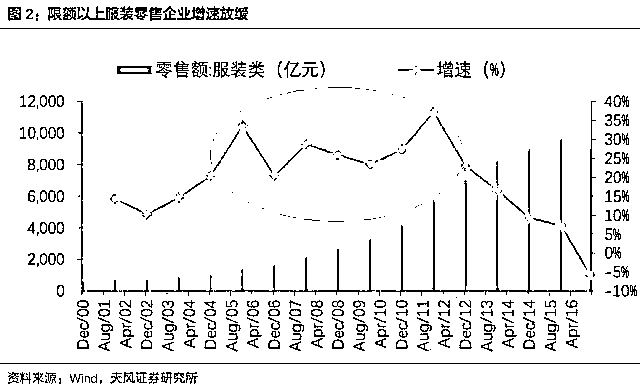 图 2：限额以上服装零售企业增速放缓
零售额:服装类（亿元） 增速（%）
12,000 40%
10,000 35%
30%
8,000 25%
6,000 20%
15%
4,000 10%
5%
2,000 0%
-5%
0 -10%
Dec/00 Aug/01 Apr/02 Dec/02 Aug/03 Apr/04 Dec/04 Aug/05 Apr/06 Dec/06 Aug/07 Apr/08 Dec/08 Aug/09 Apr/10 Dec/10 Aug/11 Apr/12 Dec/12 Aug/13 Apr/14 Dec/14 Aug/15 Apr/16
资料来源：Wind，天风证券研究所